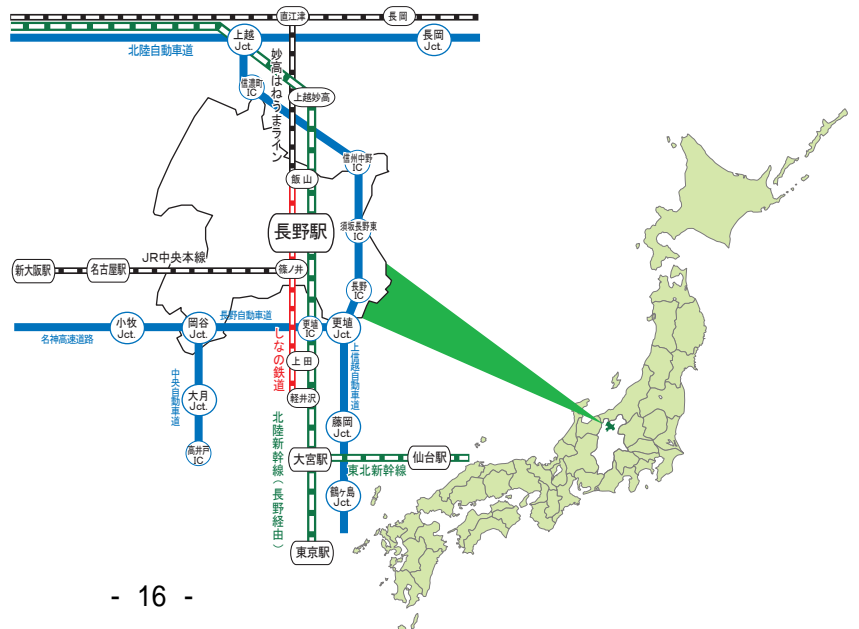 直江津
長岡
上越
Jct.
長岡
Jct.
北陸自動車道
妙高はねうまライン
信濃町
IC
上越妙高
信州中野
IC
飯山
長野駅
須坂長野東
IC
JR中央本線
新大阪駅
名古屋駅
篠ノ井
長野
IC
小牧
Jct.
岡谷
Jct.
長野自動車道
更埴
IC
更埴
Jct.
名神高速道路
しなの鉄道
上信越自動車道
中央自動車道
上田
大月
Jct.
軽井沢
北陸新幹線(長野経由)
藤岡
Jct.
高井戸
IC
大宮駅
仙台駅
東北新幹線
鶴ヶ島
Jct.
東京駅
- 16 -